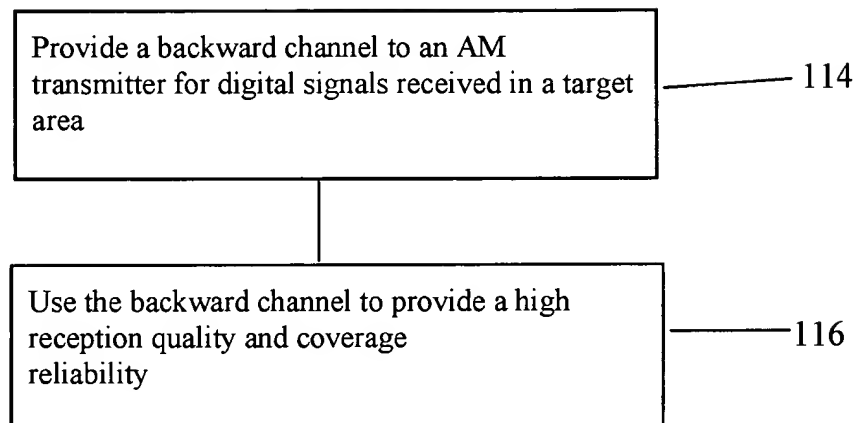 Provide a backward channel to an AM
transmitter for digital signals received in a target
area
114
Use the backward channel to provide a high
reception quality and coverage
reliability
116